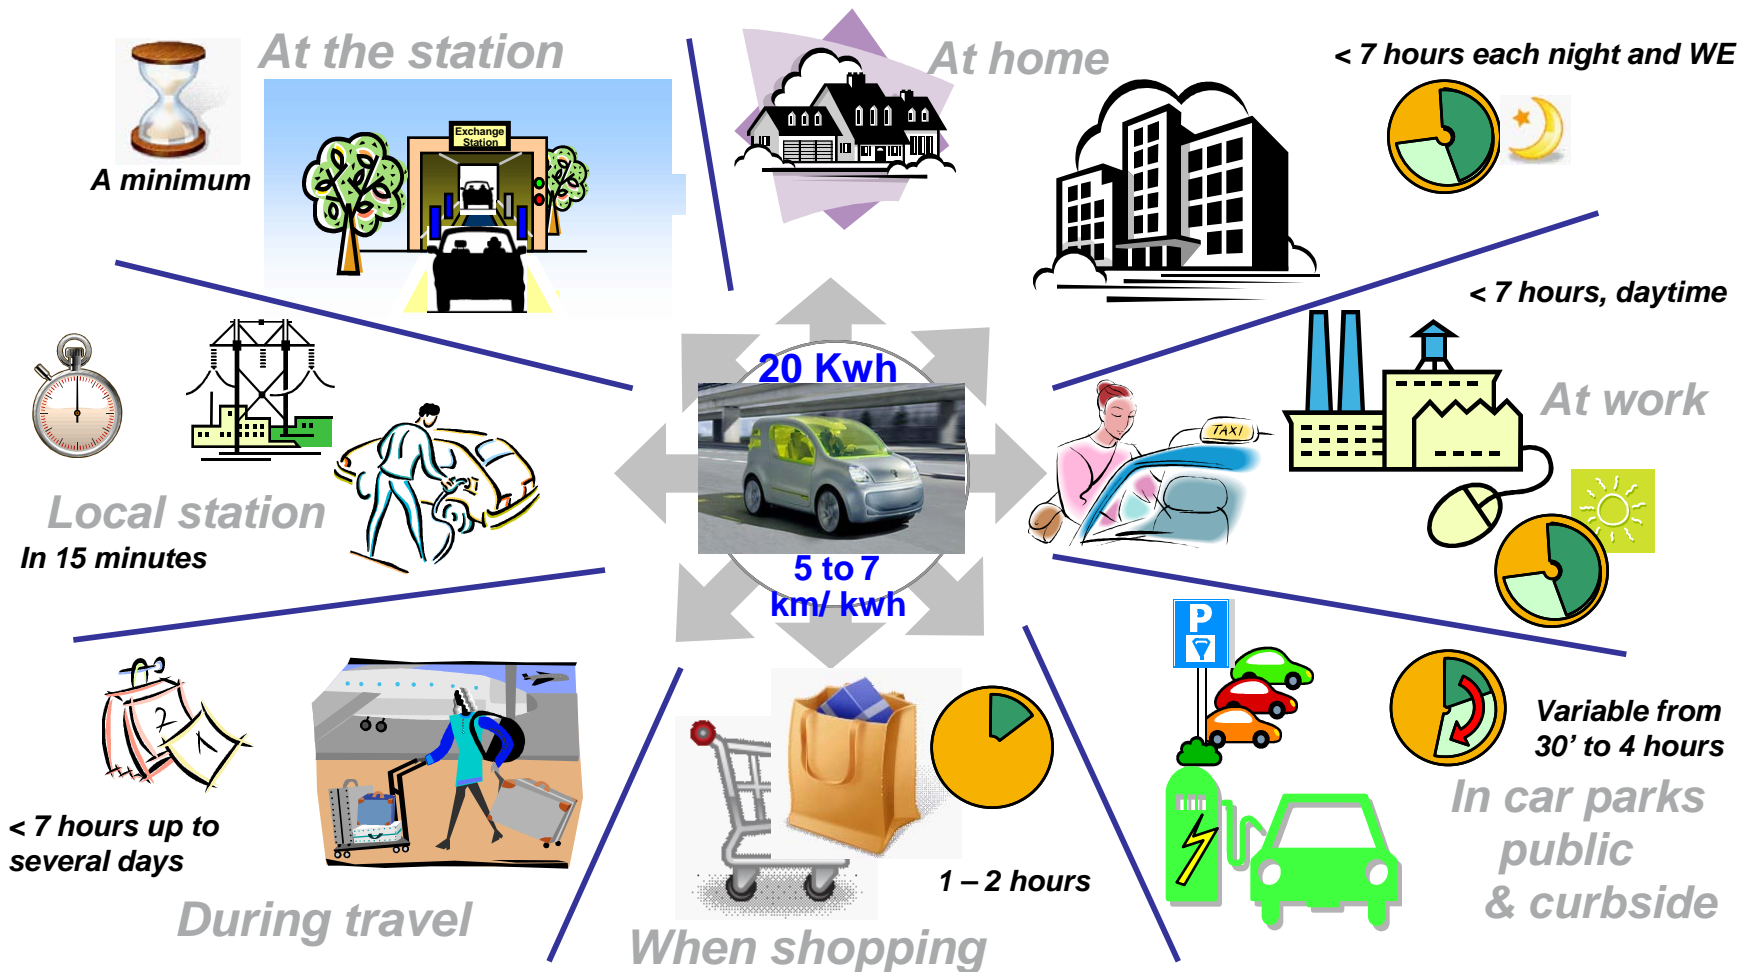 At the station
A minimum
Exchange
Station
At home
< 7 hours each night and WE
< 7 hours, daytime
At work
TAXI
20 Kwh
5 to 7
km/ kwh
Local station
In 15 minutes
2
1
< 7 hours up to
several days
During travel
1 – 2 hours
When shopping
P
Variable from
30’ to 4 hours
In car parks
public
& curbside